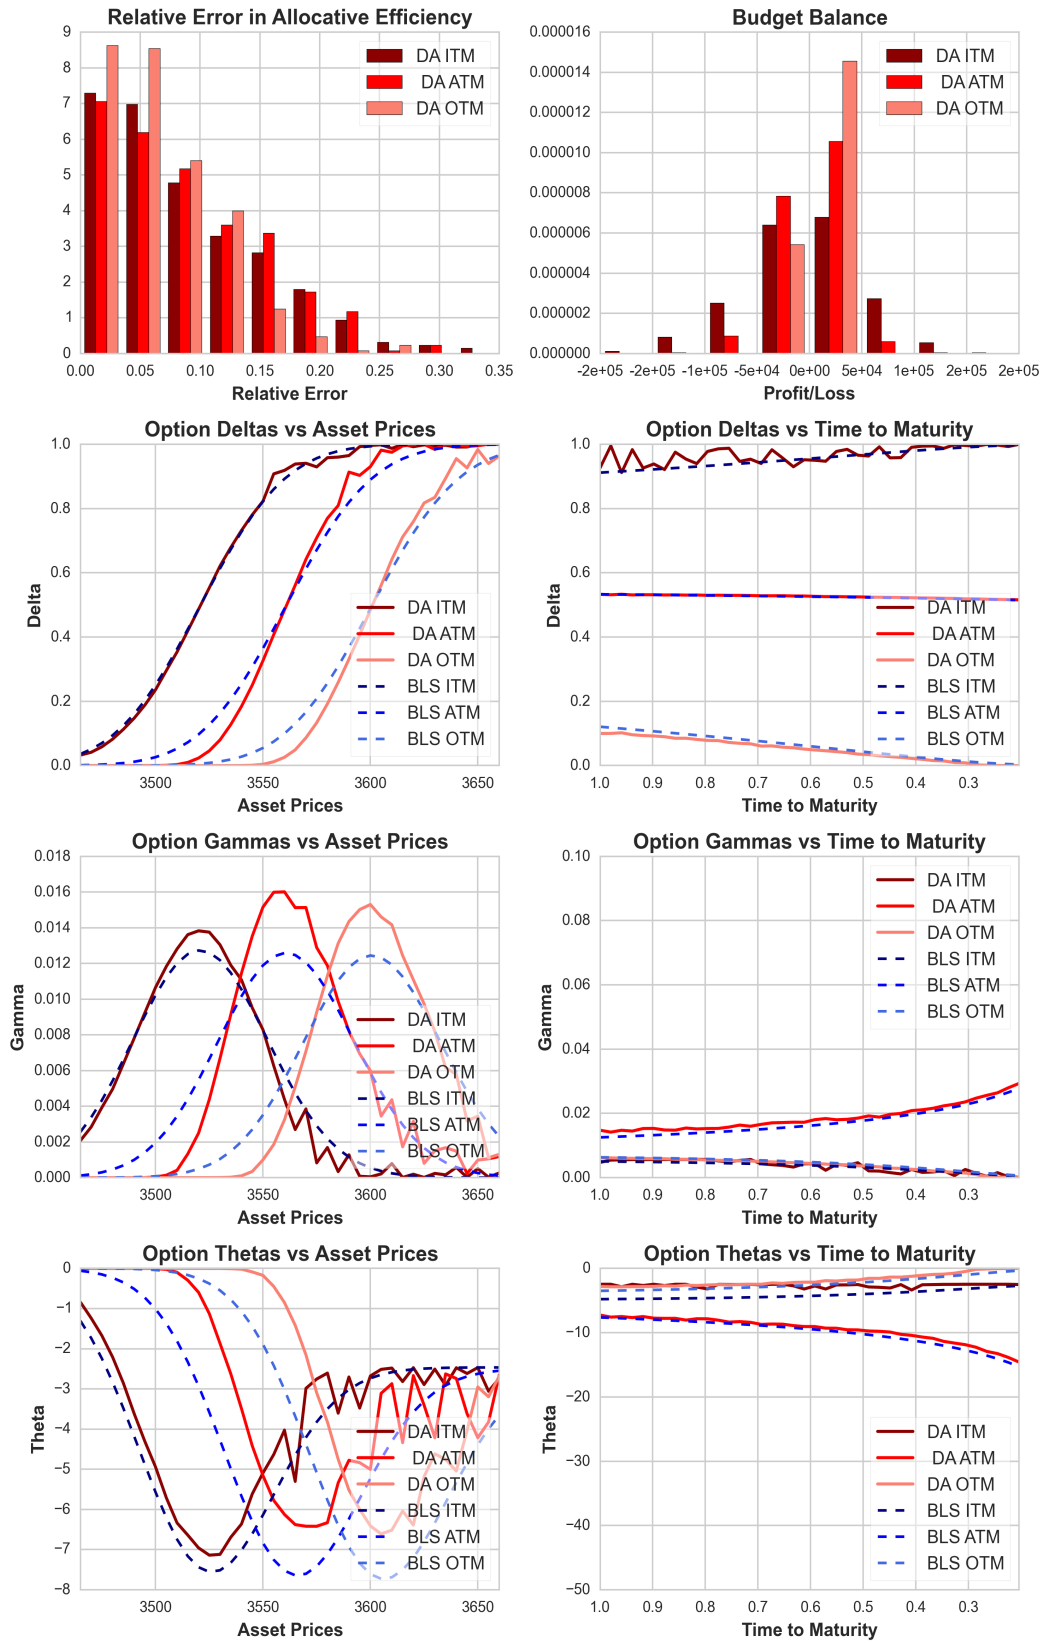 Relative Error in Allocative Efficiency
9
8
7
6
5
4
3
2
1
0
0.00 0.05 0.10 0.15 0.20 0.25 0.30 0.35
Relative Error
DA ITM
DA ATM
DA OTM
Budget Balance
0.000016
0.000014
0.000012
0.000010
0.000008
0.000006
0.000004
0.000002
0.000000
-2e+05 -2e+05 -1e+05 -5e+04 0e+00 5e+04 1e+05 2e+05 2e+05
Profit/Loss
DA ITM
DA ATM
DA OTM
Option Deltas vs Asset Prices
1.0
0.8
0.6
0.4
0.2
0.0
Delta
3500 3550 3600 3650
Asset Prices
DA ITM
DA ATM
DA OTM
BLS ITM
BLS ATM
BLS OTM
Option Deltas vs Time to Maturity
1.0
0.8
0.6
0.4
0.2
0.0
Delta
1.0 0.9 0.8 0.7 0.6 0.5 0.4 0.3
Time to Maturity
DA ITM
DA ATM
DA OTM
BLS ITM
BLS ATM
BLS OTM
Option Gammas vs Asset Prices
0.018
0.016
0.014
0.012
0.010
0.008
0.006
0.004
0.002
0.000
Gamma
3500 3550 3600 3650
Asset Prices
DA ITM
DA ATM
DA OTM
BLS ITM
BLS ATM
BLS OTM
Option Gammas vs Time to Maturity
0.10
0.08
0.06
0.04
0.02
0.00
Gamma
1.0 0.9 0.8 0.7 0.6 0.5 0.4 0.3
Time to Maturity
DA ITM
DA ATM
DA OTM
BLS ITM
BLS ATM
BLS OTM
Option Thetas vs Asset Prices
0
−1
−2
−3
−4
−5
−6
−7
−8
Theta
3500 3550 3600 3650
Asset Prices
DA ITM
DA ATM
DA OTM
BLS ITM
BLS ATM
BLS OTM
Option Thetas vs Time to Maturity
0
−10
−20
−30
−40
−50
Theta
1.0 0.9 0.8 0.7 0.6 0.5 0.4 0.3
Time to Maturity
DA ITM
DA ATM
DA OTM
BLS ITM
BLS ATM
BLS OTM